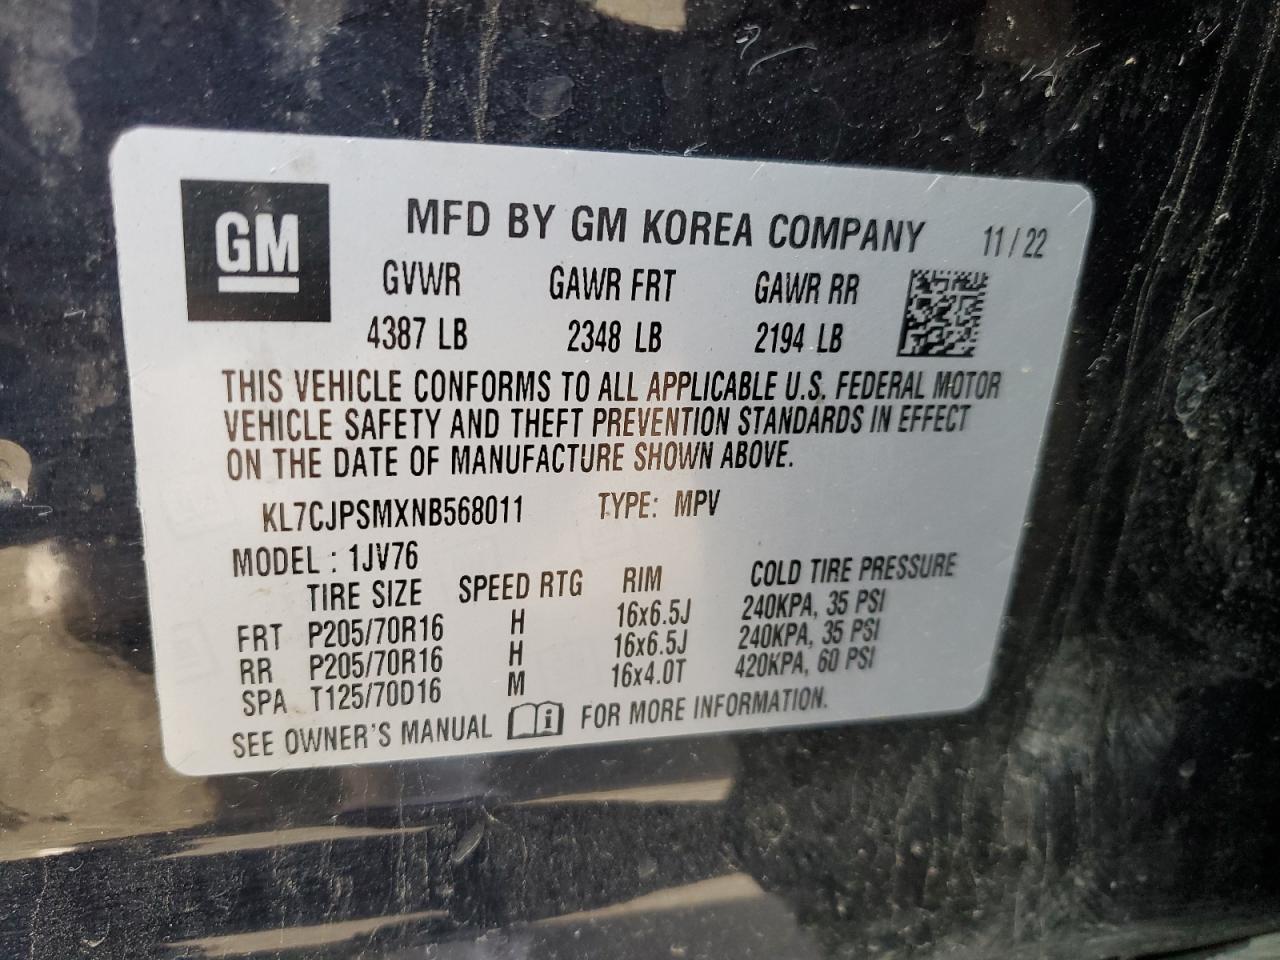 GM MFD BY GM KOREA COMPANY 11/22
GVWR GAWR FRT GAWR RR
4387 LB 2348 LB 2194 LB
THIS VEHICLE CONFORMS TO ALL APPLICABLE U.S. FEDERAL MOTOR
VEHICLE SAFETY AND THEFT PREVENTION STANDARDS IN EFFECT
ON THE DATE OF MANUFACTURE SHOWN ABOVE.
KL7CJPSMXNB568011 TYPE: MPV
MODEL : 1JV76
TIRE SIZE SPEED RTG RIM COLD TIRE PRESSURE
FRT P205/70R16 H 16x6.5J 240KPA, 35 PSI
RR P205/70R16 H 16x6.5J 240KPA, 35 PSI
SPA T125/70D16 M 16x4.0T 420KPA, 60 PSI
SEE OWNER'S MANUAL FOR MORE INFORMATION.